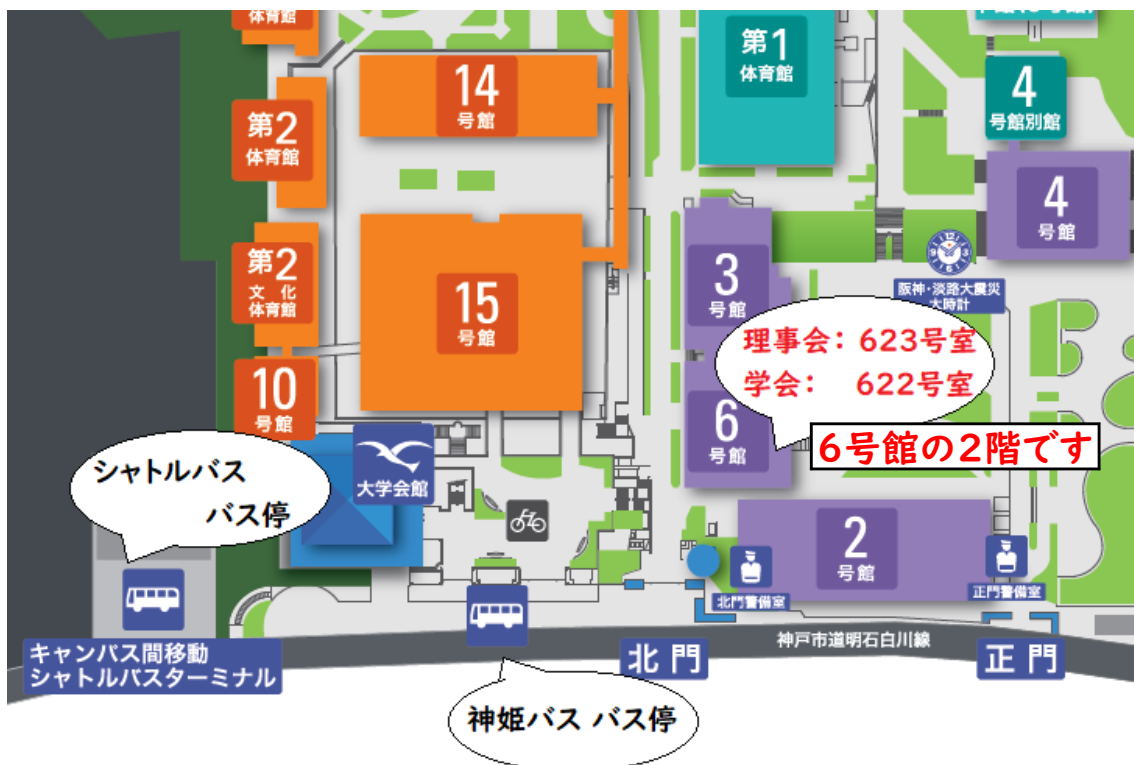 体育館
第1
体育館
14
号館
第2
体育館
4
号館別館
4
号館
第2
文化
体育館
15
号館
3
号館
阪神・淡路大震災
大時計
理事会： 623号室
学会： 622号室
10
号館
6
号館
6号館の2階です
シャトルバス
バス停
大学会館
2
号館
北門警備室
正門警備室
神戸市道明石白川線
キャンパス間移動
シャトルバスターミナル
北門
正門
神姫バス バス停